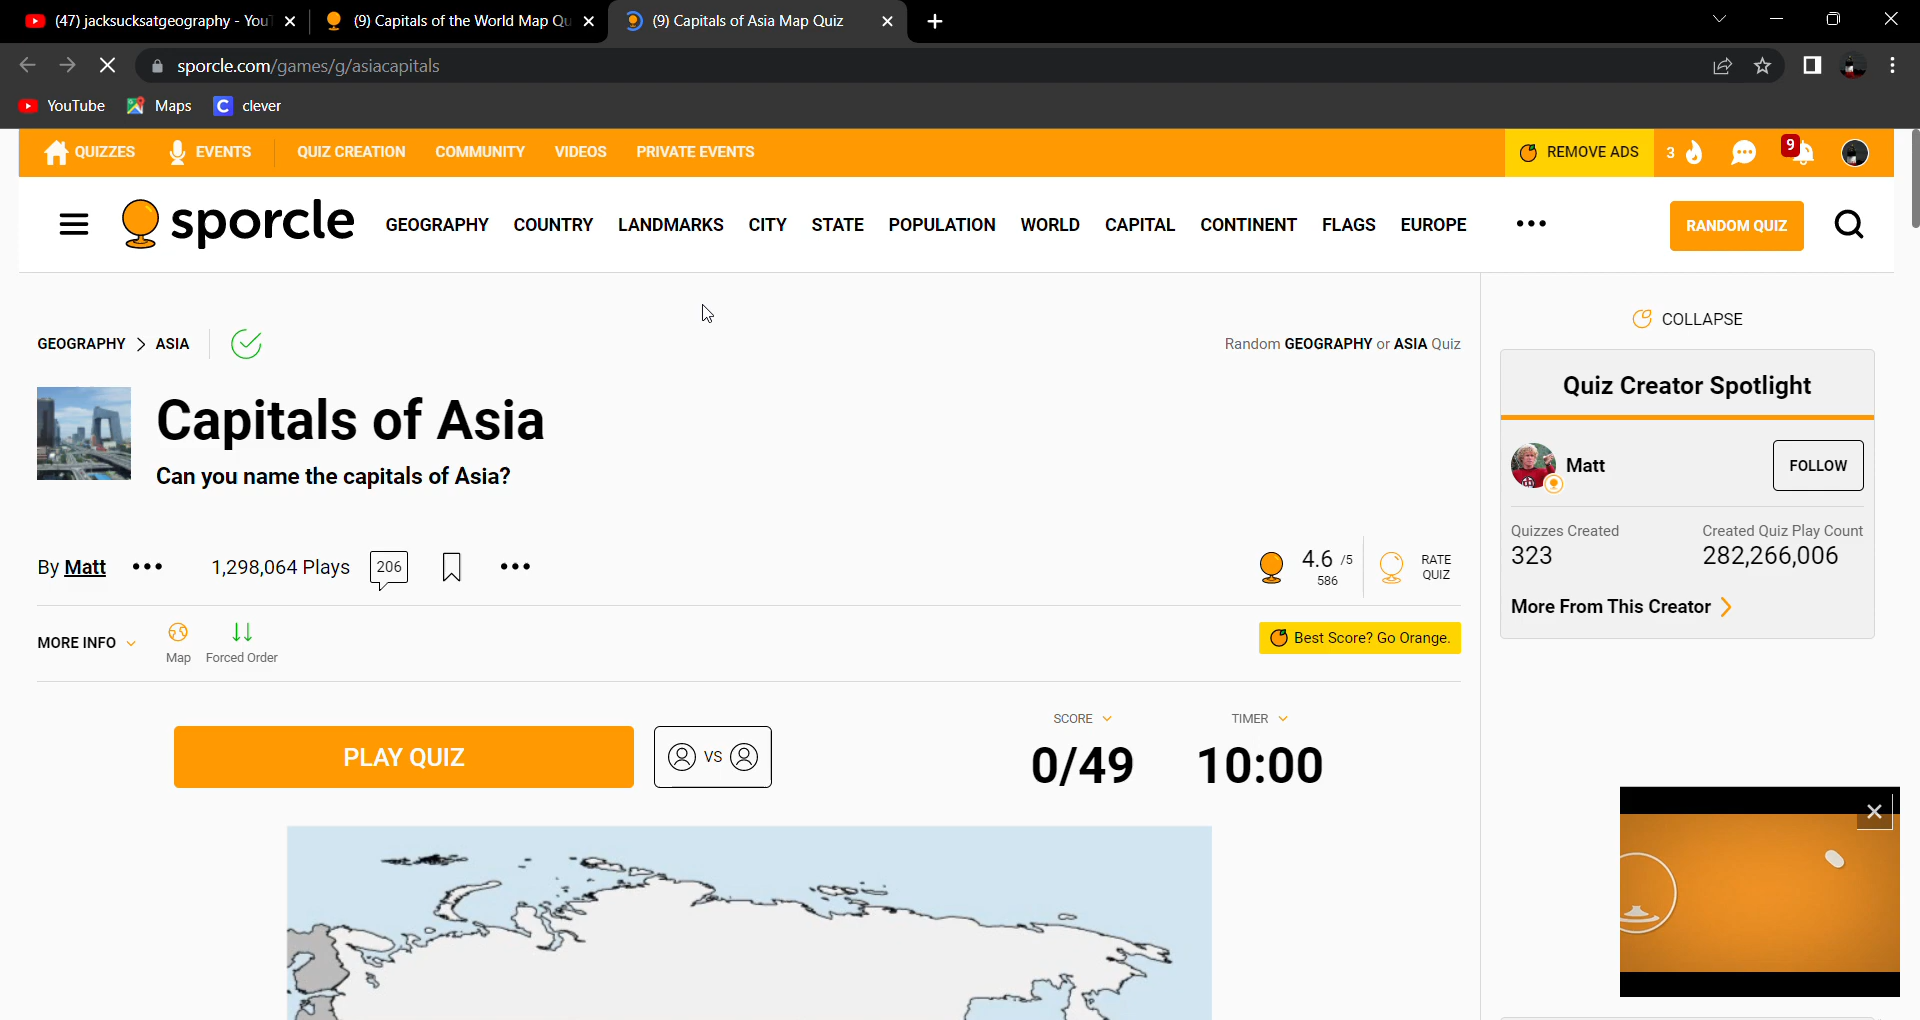 (47) jacksucksatgeography - You
(9) Capitals of the World Map Qu
(9) Capitals of Asia Map Quiz
sporcle.com/games/g/asiacapitals
YouTube
Maps
C clever
QUIZZES
EVENTS
QUIZ CREATION
COMMUNITY
VIDEOS
PRIVATE EVENTS
REMOVE ADS
3
9
sporcle
GEOGRAPHY
COUNTRY
LANDMARKS
CITY
STATE
POPULATION
WORLD
CAPITAL
CONTINENT
FLAGS
EUROPE
RANDOM QUIZ
COLLAPSE
GEOGRAPHY > ASIA
Random GEOGRAPHY or ASIA Quiz
Quiz Creator Spotlight
Capitals of Asia
Can you name the capitals of Asia?
Matt
FOLLOW
Quizzes Created
323
Created Quiz Play Count
282,266,006
More From This Creator
By Matt
1,298,064 Plays
206
4.6 /5
586
RATE
QUIZ
MORE INFO
Map
Forced Order
Best Score? Go Orange.
PLAY QUIZ
VS
SCORE
0/49
TIMER
10:00